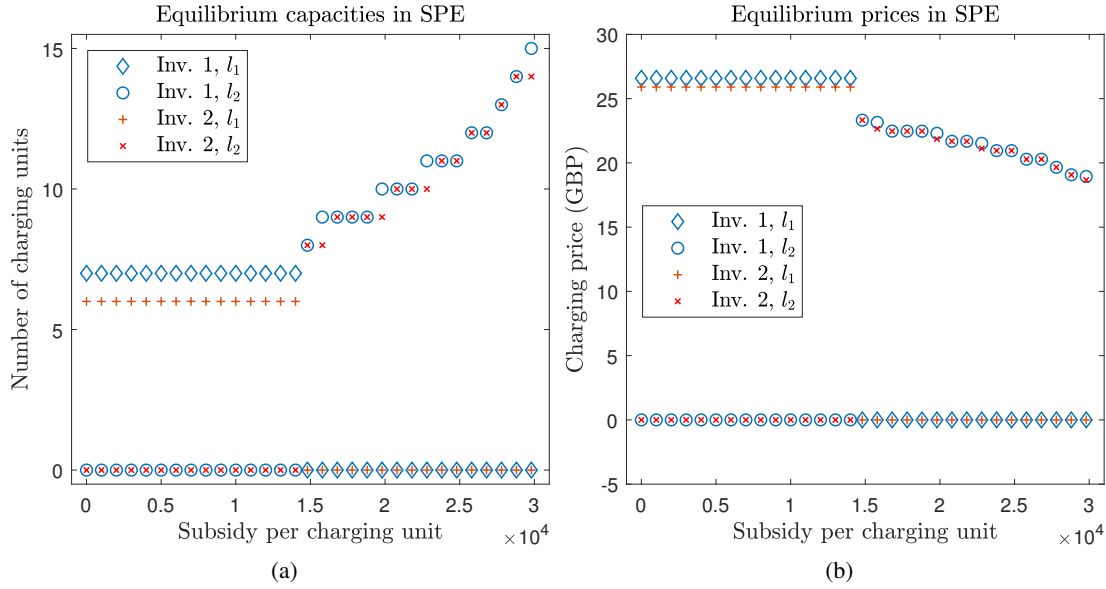 Equilibrium capacities in SPE
15
10
5
0
Number of charging units
Inv. 1, l₁
Inv. 1, l₂
Inv. 2, l₁
Inv. 2, l₂
0 0.5 1 1.5 2 2.5 3
×10⁴
Subsidy per charging unit
(a)
Equilibrium prices in SPE
30
25
20
15
10
5
0
-5
Charging price (GBP)
Inv. 1, l₁
Inv. 1, l₂
Inv. 2, l₁
Inv. 2, l₂
0 0.5 1 1.5 2 2.5 3
×10⁴
Subsidy per charging unit
(b)